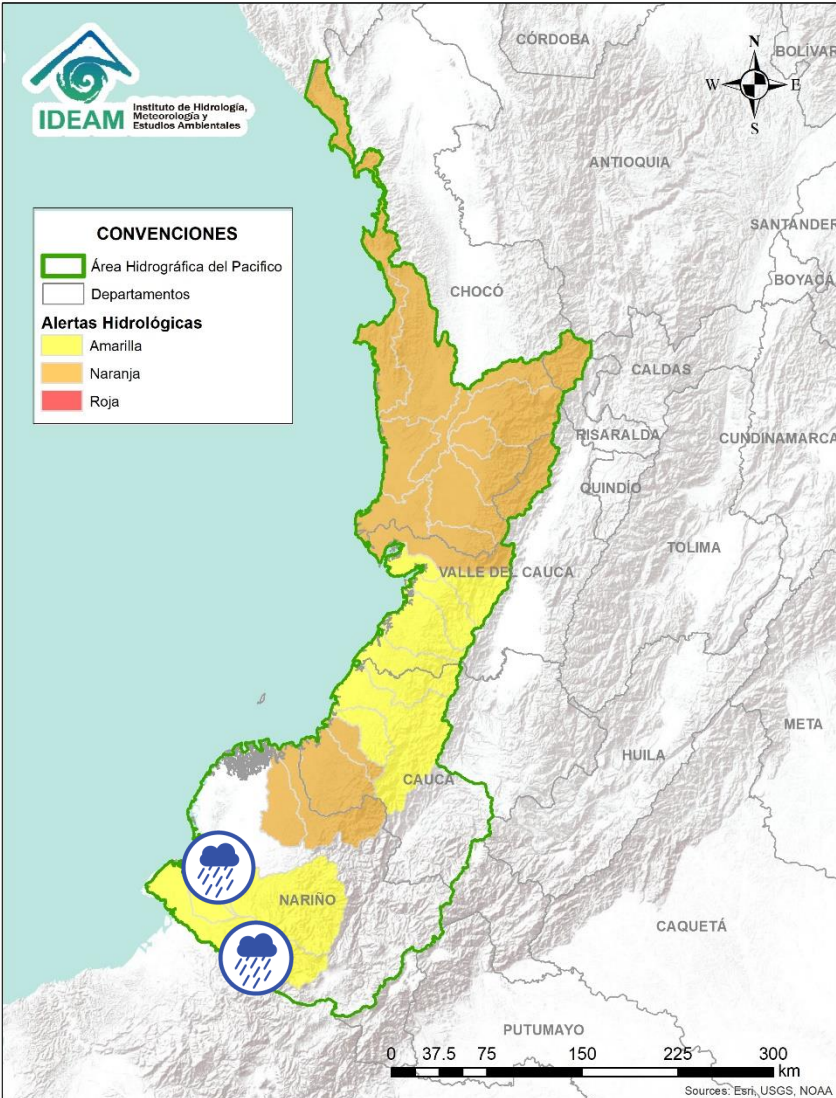 IDEAM
Instituto de Hidrología,
Meteorología y
Estudios Ambientales
N
W
E
S
CÓRDOBA
BOLÍVAR
ANTIOQUIA
SANTANDER
BOYACÁ
CHOCÓ
CALDAS
RISARALDA
CUNDINAMARCA
QUINDÍO
TOLIMA
VALLE DEL CAUCA
META
HUILA
CAUCA
NARIÑO
CAQUETÁ
PUTUMAYO
CONVENCIONES
Área Hidrográfica del Pacifico
Departamentos
Alertas Hidrológicas
Amarilla
Naranja
Roja
0 37.5 75 150 225 300
km
Sources: Esri, USGS, NOAA